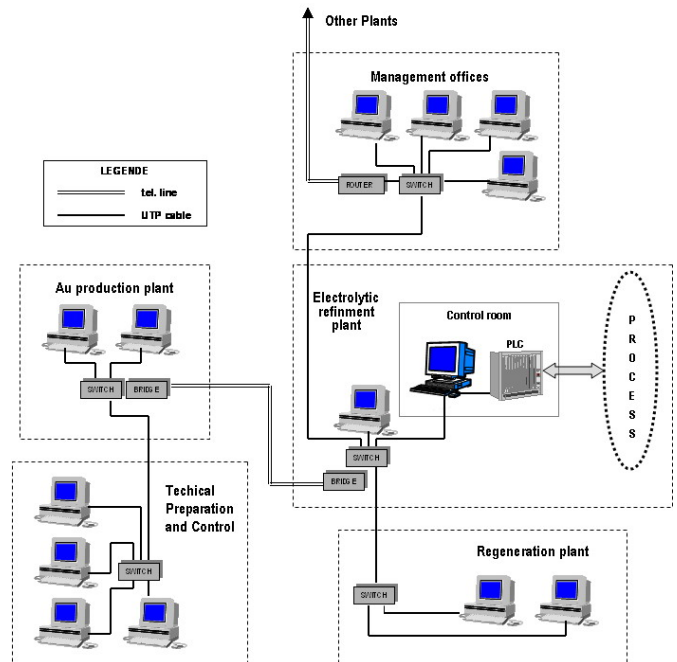 Other Plants
Management offices
ROUTER
SWITCH
LEGENDE
tel. line
UTP cable
Au production plant
SWITCH
BRIDGE
Electrolytic
refinment
plant
Control room
PLC
PROCESS
SWITCH
BRIDGE
Techical
Preparation
and Control
SWITCH
Regeneration plant
SWITCH